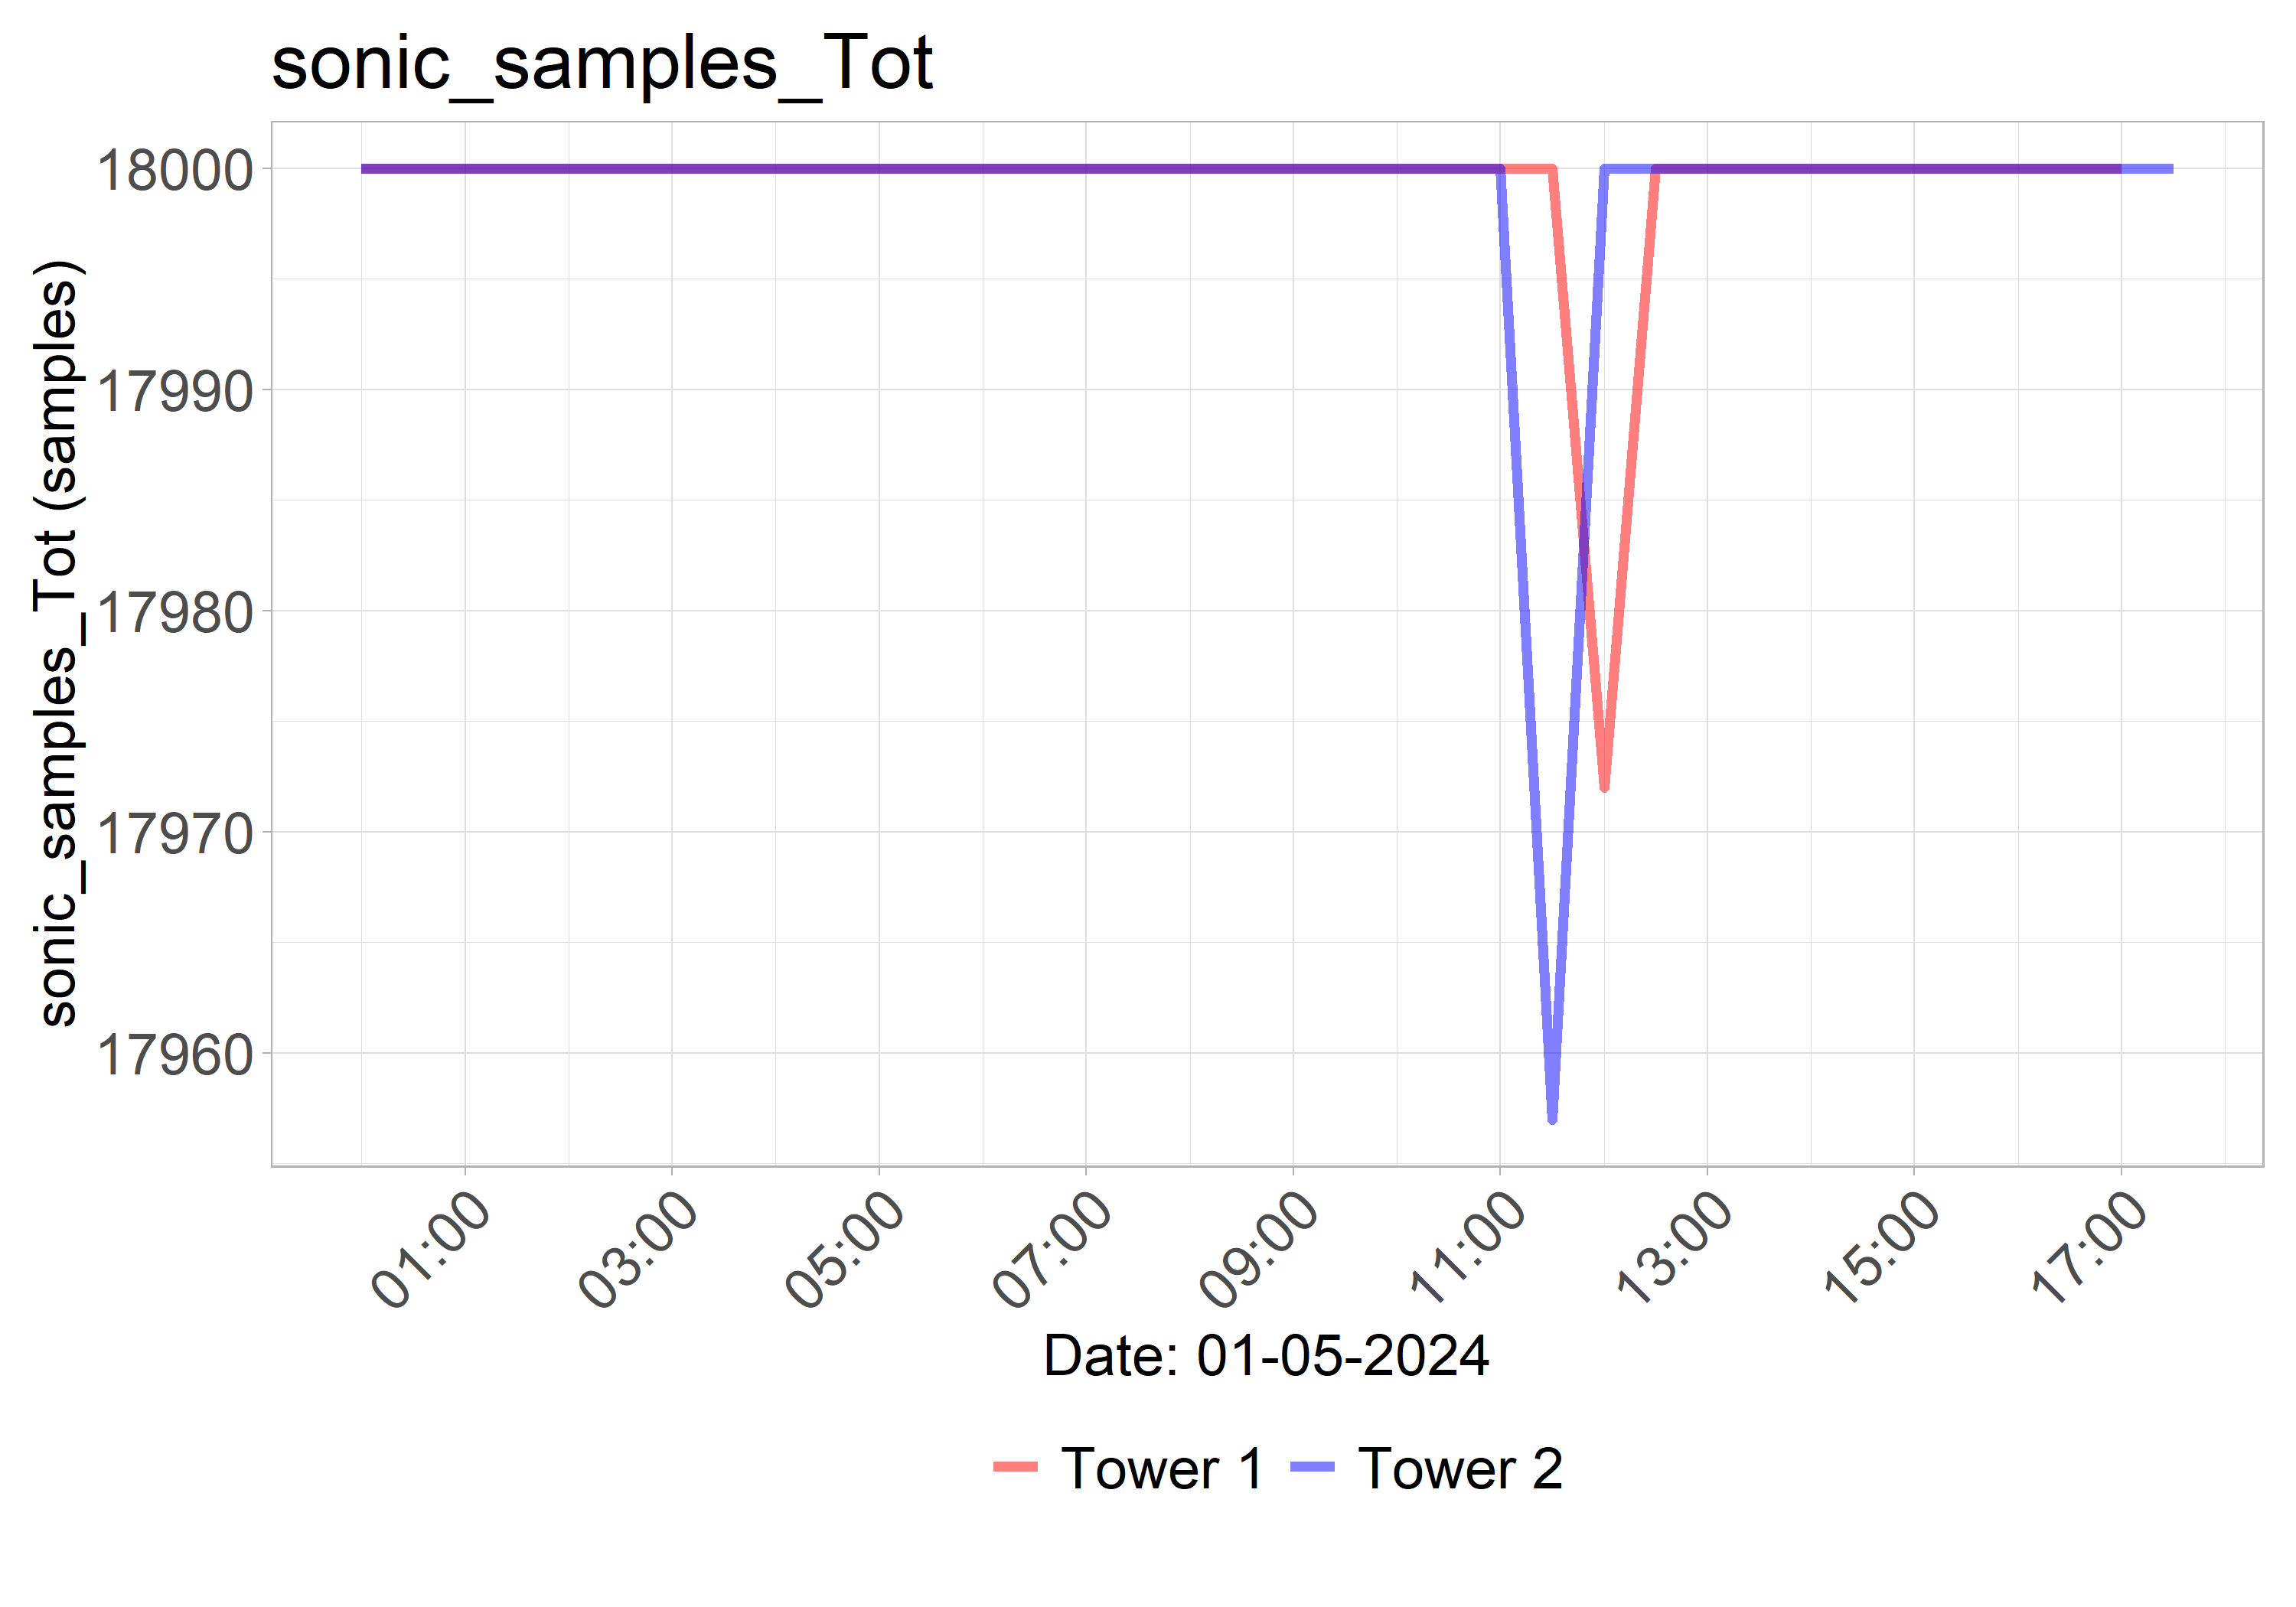 sonic_samples_Tot
sonic_samples_Tot (samples)
18000
17990
17980
17970
17960
01:00
03:00
05:00
07:00
09:00
11:00
13:00
15:00
17:00
Date: 01-05-2024
Tower 1
Tower 2